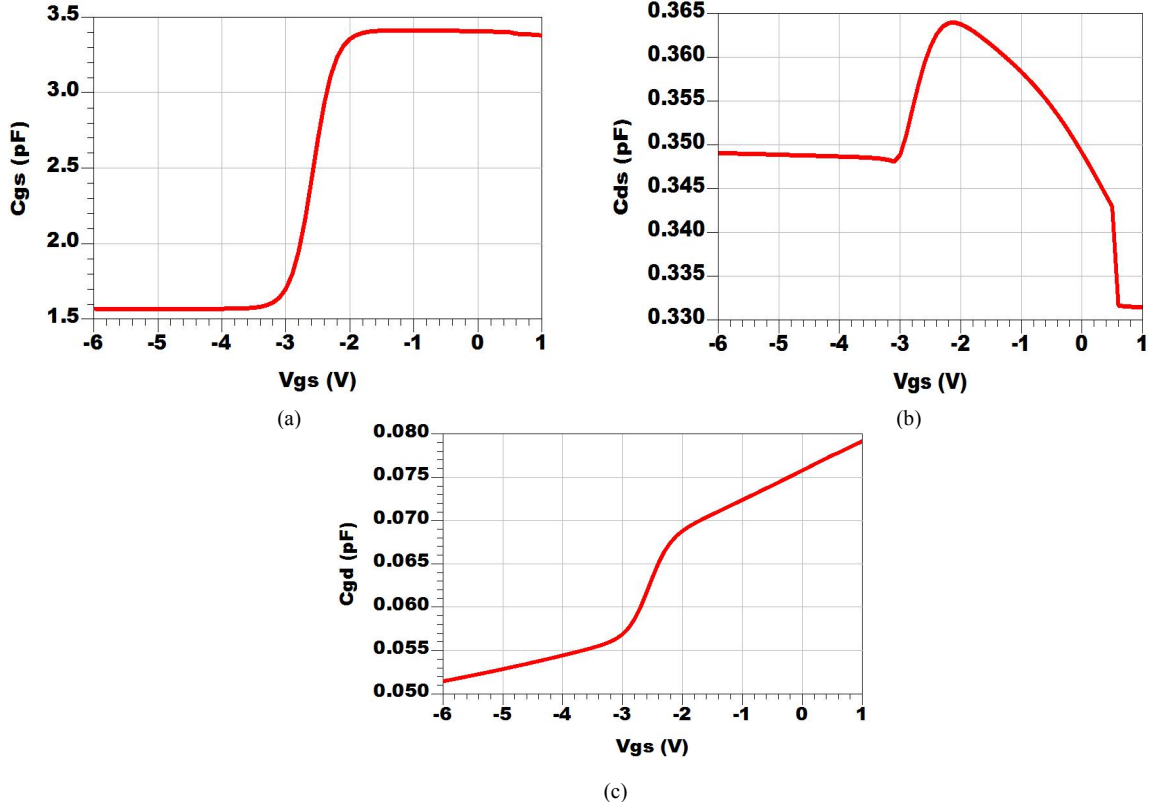 3.5
3.0
2.5
2.0
1.5
Cgs (pF)
-6 -5 -4 -3 -2 -1 0 1
Vgs (V)
(a)
0.365
0.360
0.355
0.350
0.345
0.340
0.335
0.330
Cds (pF)
-6 -5 -4 -3 -2 -1 0 1
Vgs (V)
(b)
0.080
0.075
0.070
0.065
0.060
0.055
0.050
Cgd (pF)
-6 -5 -4 -3 -2 -1 0 1
Vgs (V)
(c)